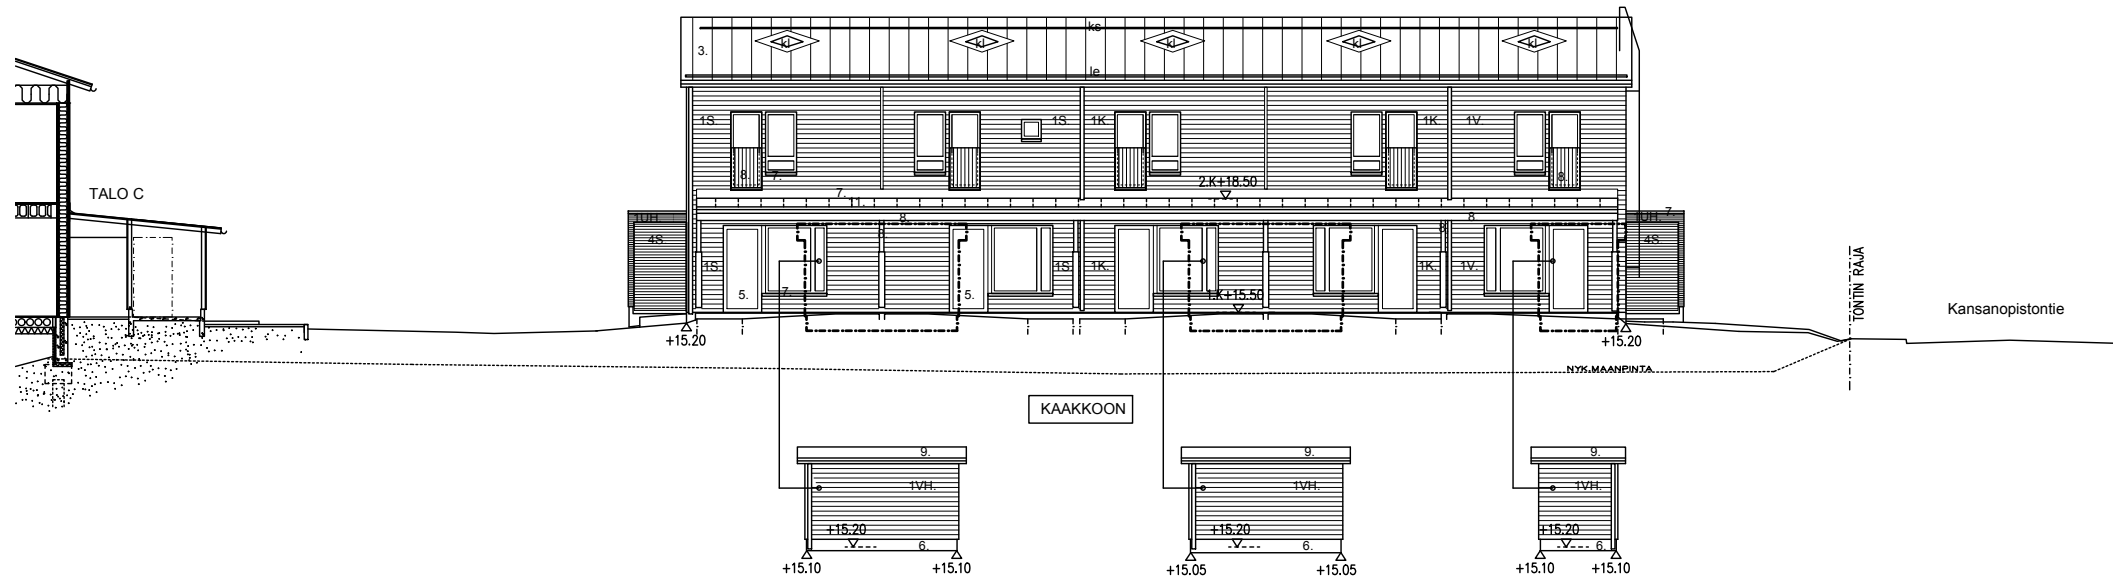 ks
kl kl kl kl kl
3.
le
1S. 1S. 1K. 1K. 1V.
8. 7. 8.
2.K+18.50
TALO C
7.
11.
1UH. 8. 8. 1UH. 7.
8. 8.
4S. 4S.
1S. 1S. 1K. 1K. 1V.
5. 7. 5. 1.K+15.50
TONTIN RAJA
Kansanopistontie
+15.20 +15.20
NYK.MAANPINTA
KAAKKOON
9. 9. 9.
1VH. 1VH. 1VH.
+15.20 +15.20 +15.20
6. 6. 6.
+15.10 +15.10 +15.05 +15.05 +15.10 +15.10